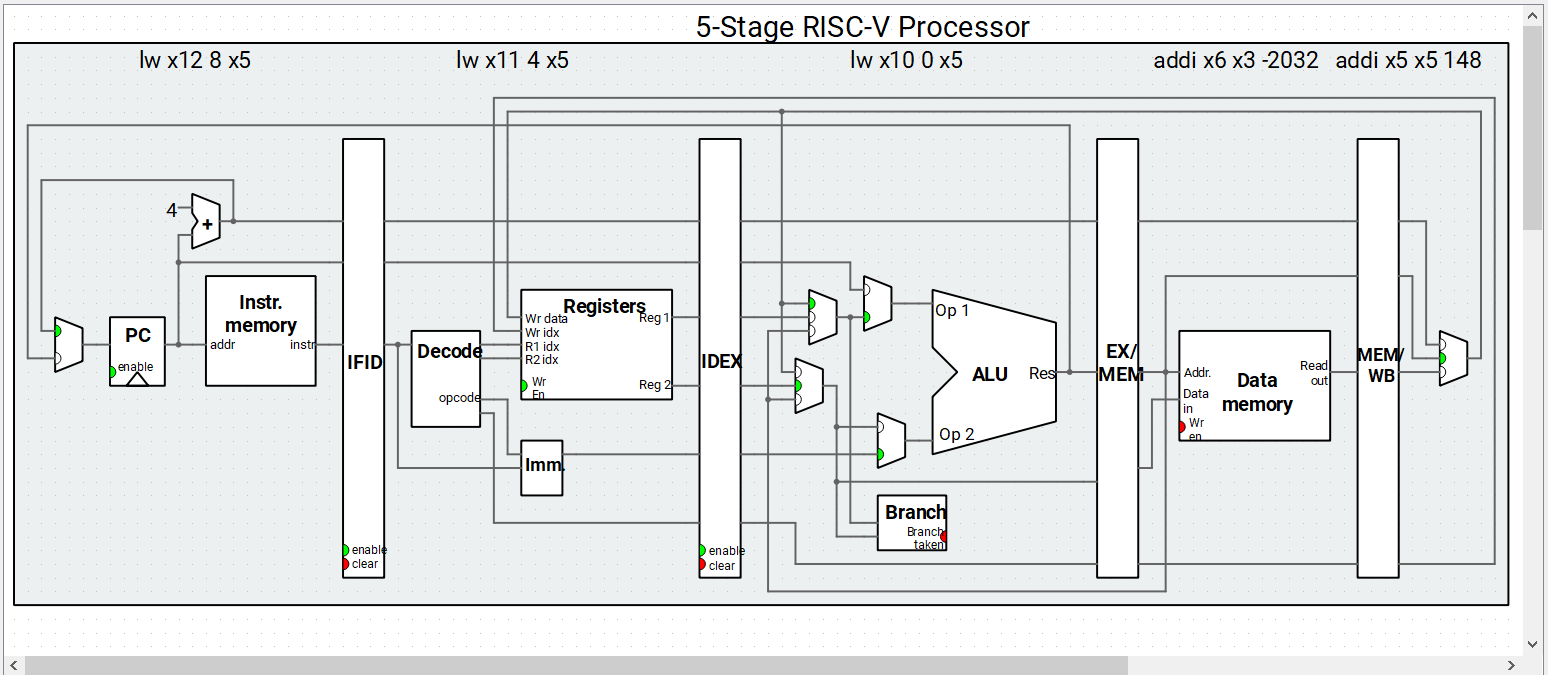 5-Stage RISC-V Processor
lw x12 8 x5
lw x11 4 x5
lw x10 0 x5
addi x6 x3 -2032
addi x5 x5 148
4
+
PC
enable
Instr.
memory
addr
instr
IFID
enable
clear
Decode
opcode
Registers
Wr data
Wr idx
R1 idx
R2 idx
Wr
En
Reg 1
Reg 2
Imm.
IDEX
enable
clear
Op 1
ALU
Res
Op 2
Branch
Branch
taken
EX/
MEM
Addr.
Data
in
Wr
en
Data
memory
Read
out
MEM/
WB